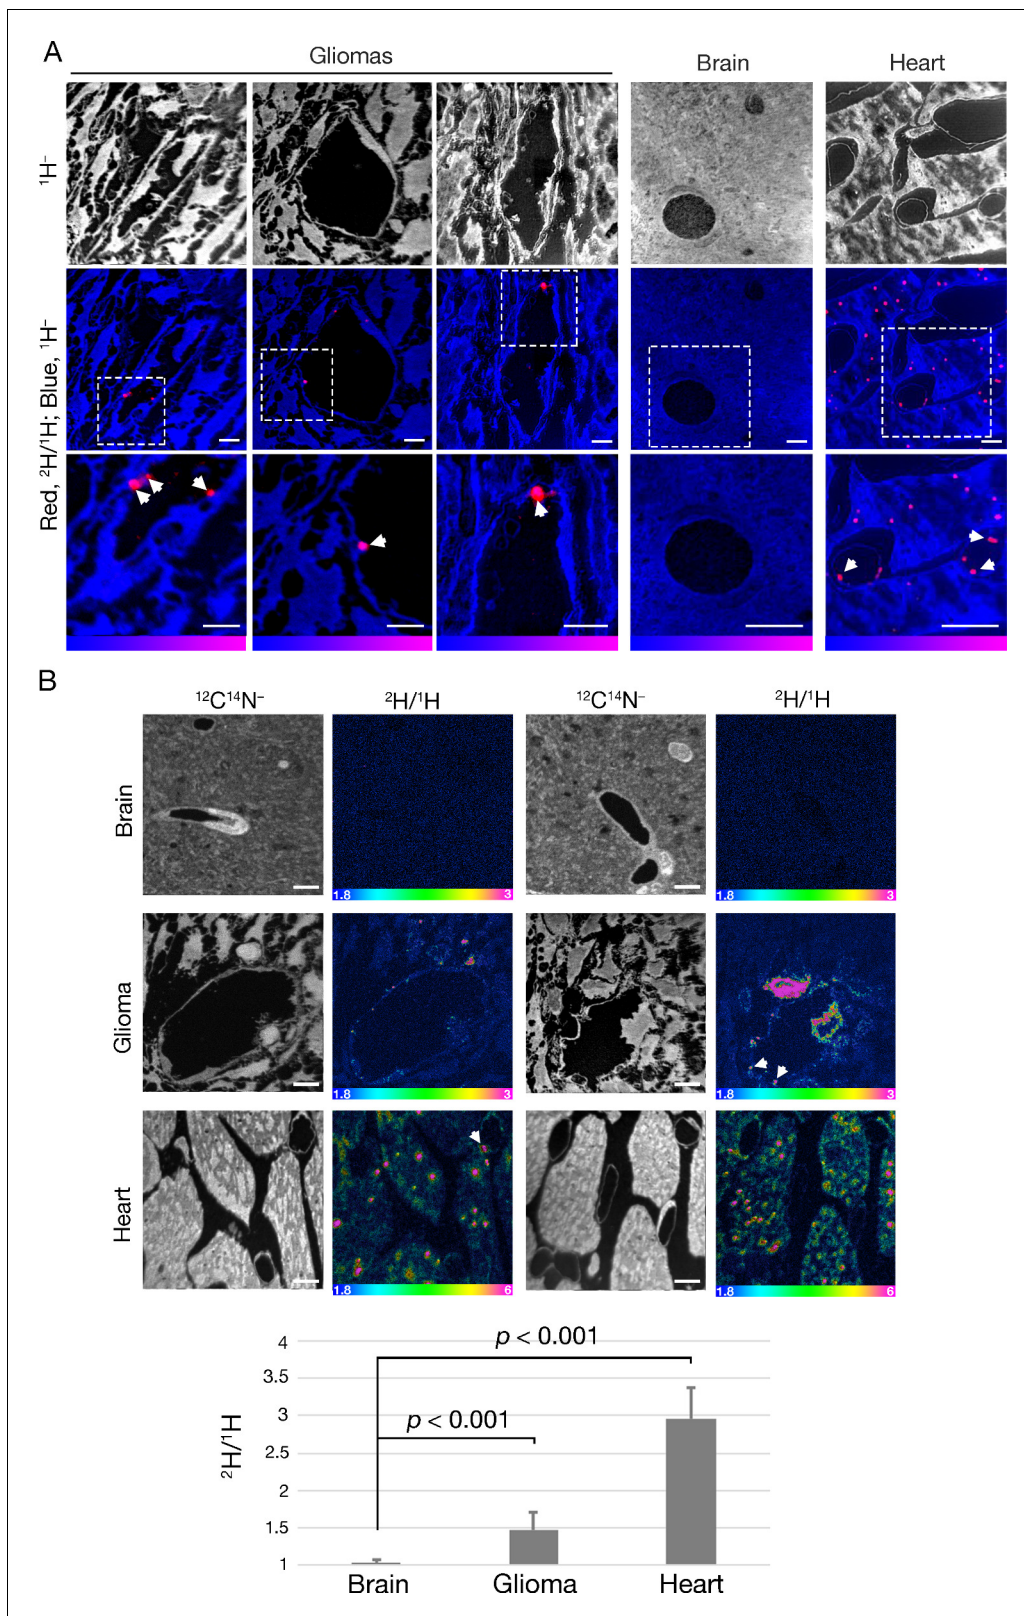 A
Gliomas Brain Heart
¹H⁻
Red, ²H/¹H; Blue, ¹H⁻
B
¹²C¹⁴N⁻ ²H/¹H ¹²C¹⁴N⁻ ²H/¹H
Brain
1.8 3 1.8 3
Glioma
1.8 3 1.8 3
Heart
1.8 6 1.8 6
4
p < 0.001
3.5
3
p < 0.001
2.5
2
1.5
1
²H/¹H
Brain Glioma Heart